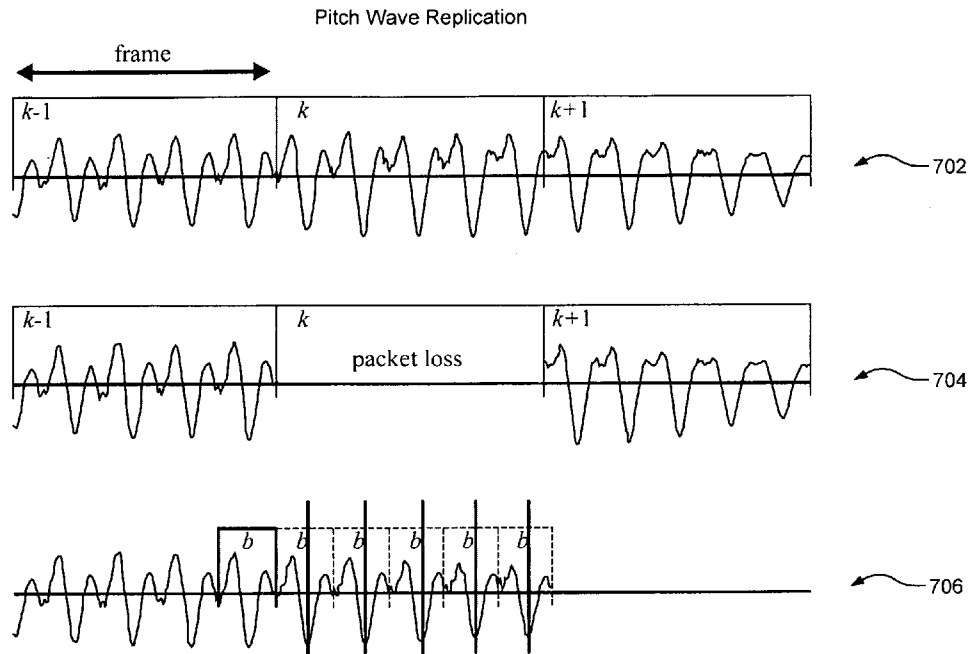 Pitch Wave Replication
frame
k-1 k k+1
702
k-1 k k+1
packet loss
704
b b b b b b
706